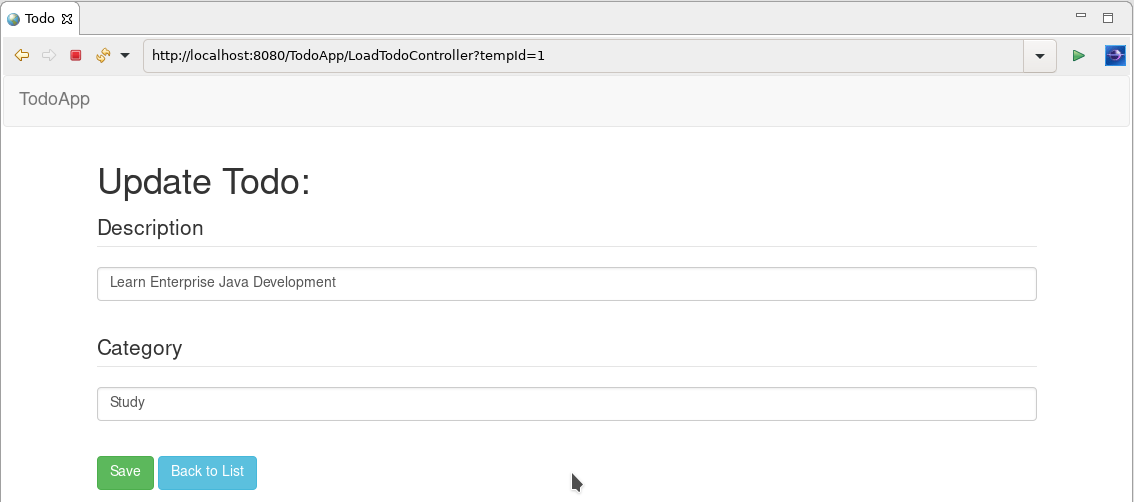 Todo
http://localhost:8080/TodoApp/LoadTodoController?tempId=1
TodoApp
Update Todo:
Description
Learn Enterprise Java Development
Category
Study
Save Back to List